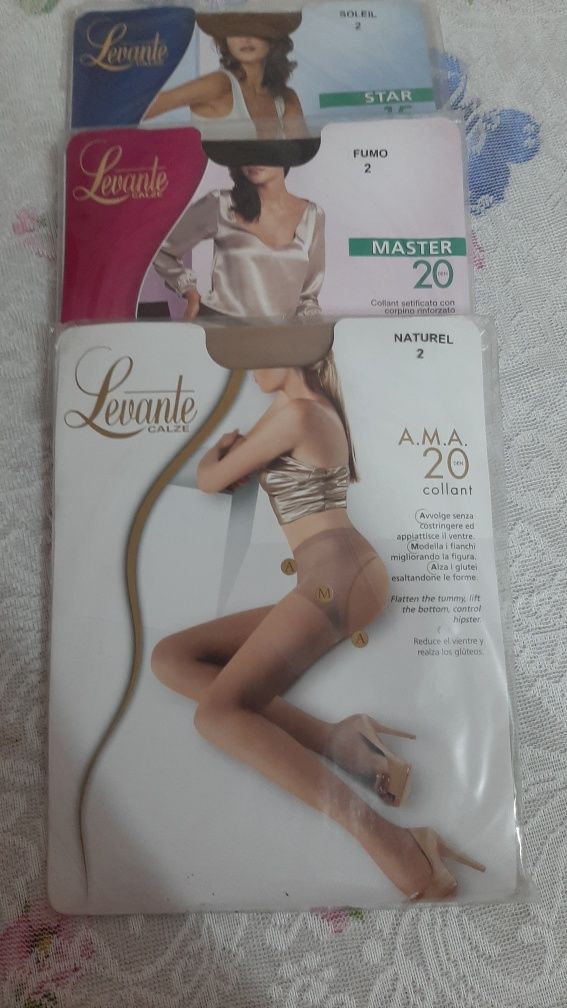 Levante
CALZE
SOLEIL
2
STAR
15
Levante
CALZE
FUMO
2
MASTER
20 DEN
Collant setificato con
corpino rinforzato
Levante
CALZE
NATUREL
2
A.M.A.
20 DEN
collant
Avvolge senza
costringere ed
appiattisce il ventre.
Modella i fianchi
migliorando la figura.
Alza i glutei
esaltandone le forme.
Flatten the tummy, lift
the bottom, control
hipster.
Reduce el vientre y
realza los glúteos.
A
M
A